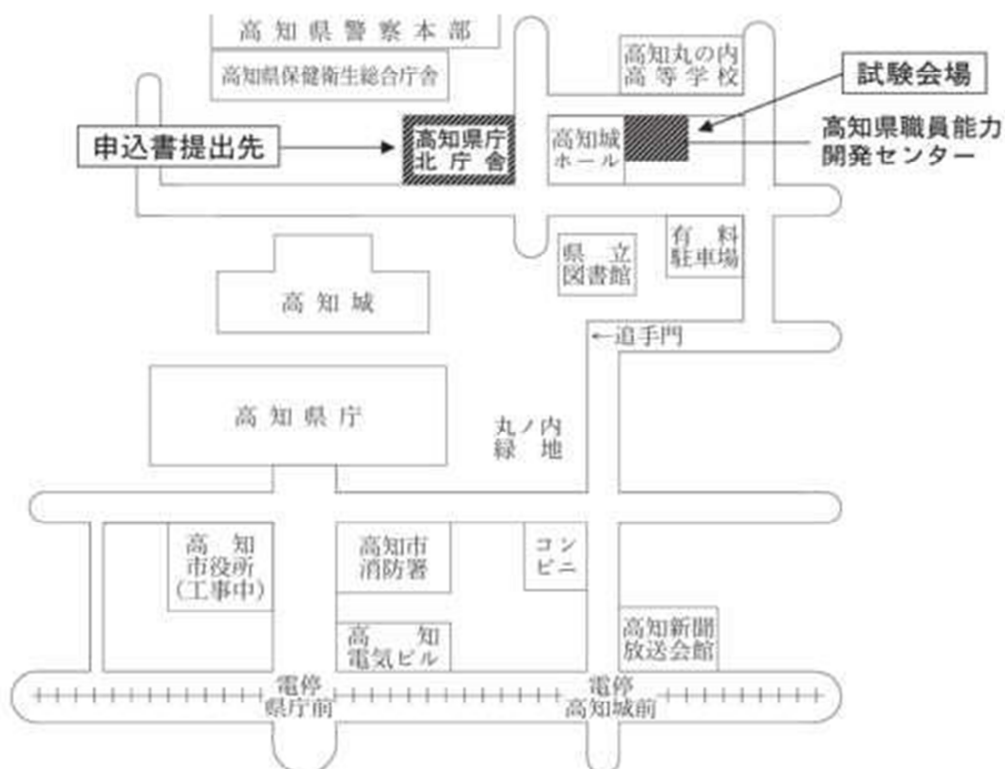 高知県警察本部
高知県保健衛生総合庁舎
高知丸の内
高等学校
試験会場
申込書提出先
高知県庁
北庁舎
高知城
ホール
高知県職員能力
開発センター
県立
図書館
有料
駐車場
高知城
←追手門
高知県庁
丸ノ内
緑地
高知
市役所
（工事中）
高知市
消防署
コン
ビニ
高知
電気ビル
高知新聞
放送会館
電停
県庁前
電停
高知城前